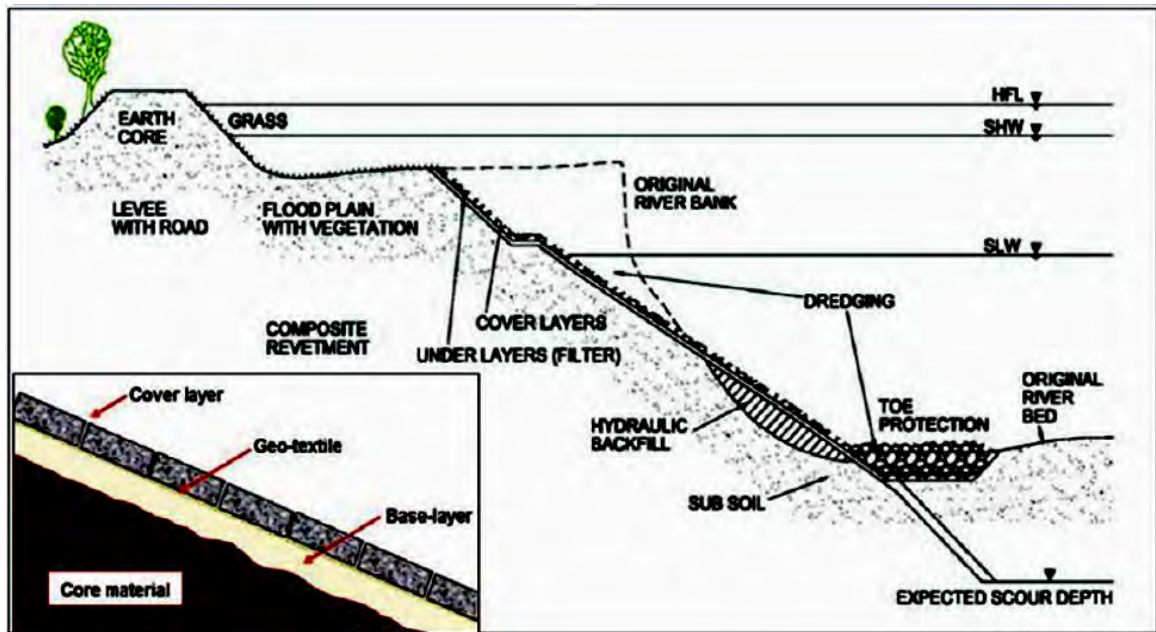 HFL
SHW
EARTH
CORE
GRASS
ORIGINAL
RIVER BANK
LEVEE
WITH ROAD
FLOOD PLAIN
WITH VEGETATION
SLW
DREDGING
COVER LAYERS
COMPOSITE
REVETMENT
UNDER LAYERS (FILTER)
ORIGINAL
RIVER
BED
TOE
PROTECTION
HYDRAULIC
BACKFILL
SUB SOIL
EXPECTED SCOUR DEPTH
Cover layer
Geo-textile
Base-layer
Core material